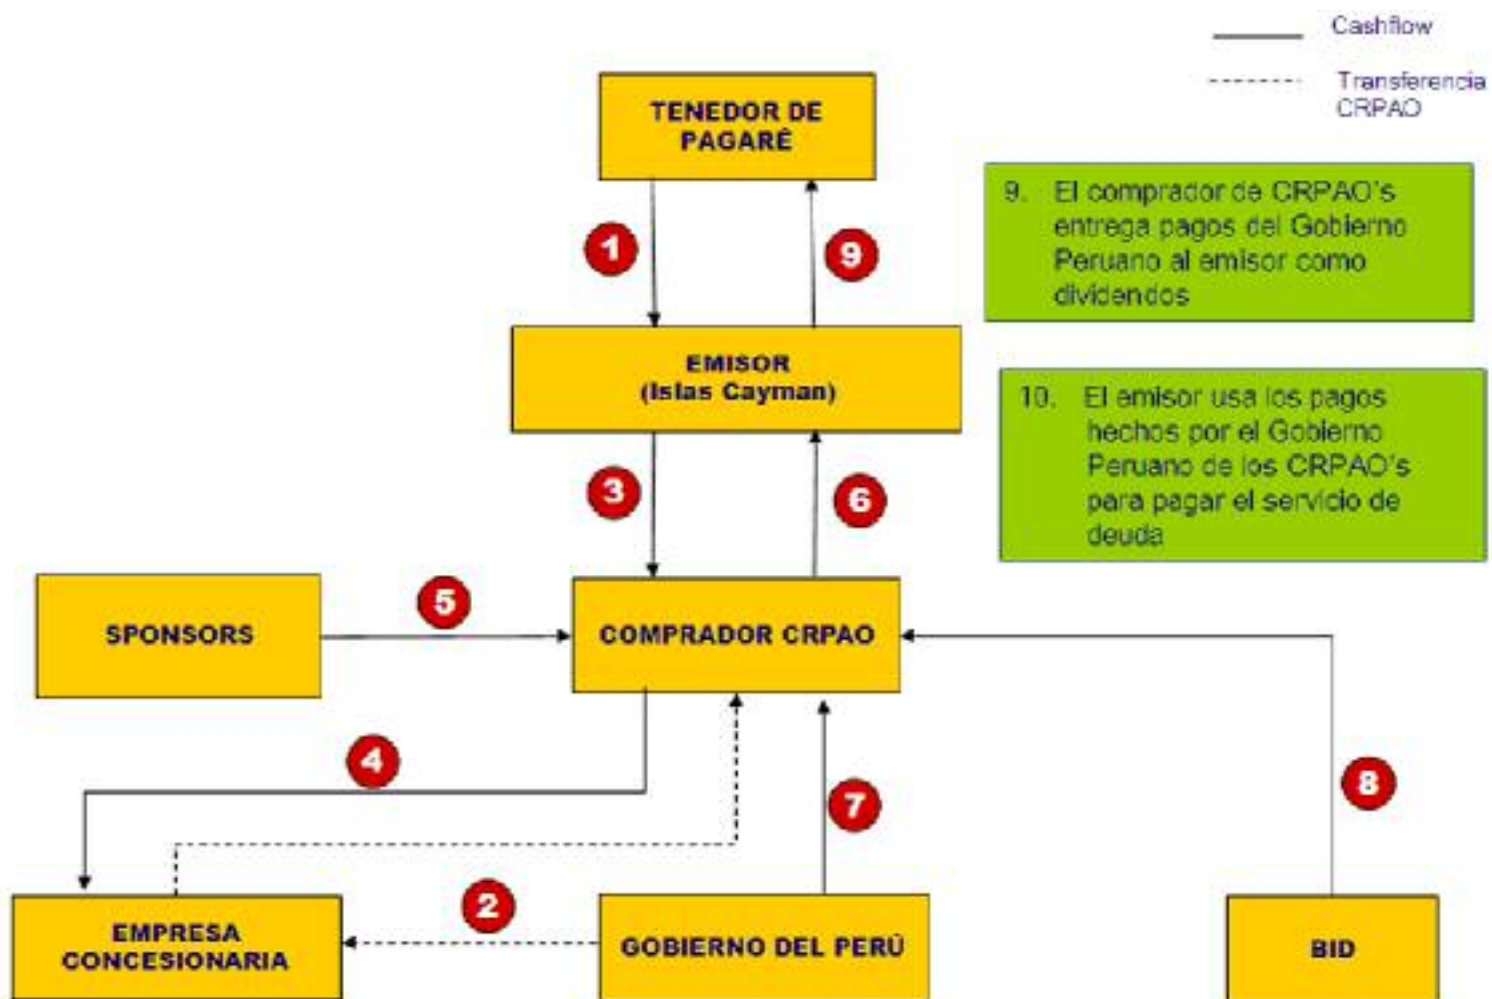 Cashflow
Transferencia
CRPAO
TENEDOR DE
PAGARÉ
9. El comprador de CRPAO's
entrega pagos del Gobierno
Peruano al emisor como
dividendos
1
9
EMISOR
(Islas Cayman)
10. El emisor usa los pagos
hechos por el Gobierno
Peruano de los CRPAO's
para pagar el servicio de
deuda
3
6
5
SPONSORS
COMPRADOR CRPAO
4
7
8
2
EMPRESA
CONCESIONARIA
GOBIERNO DEL PERÚ
BID